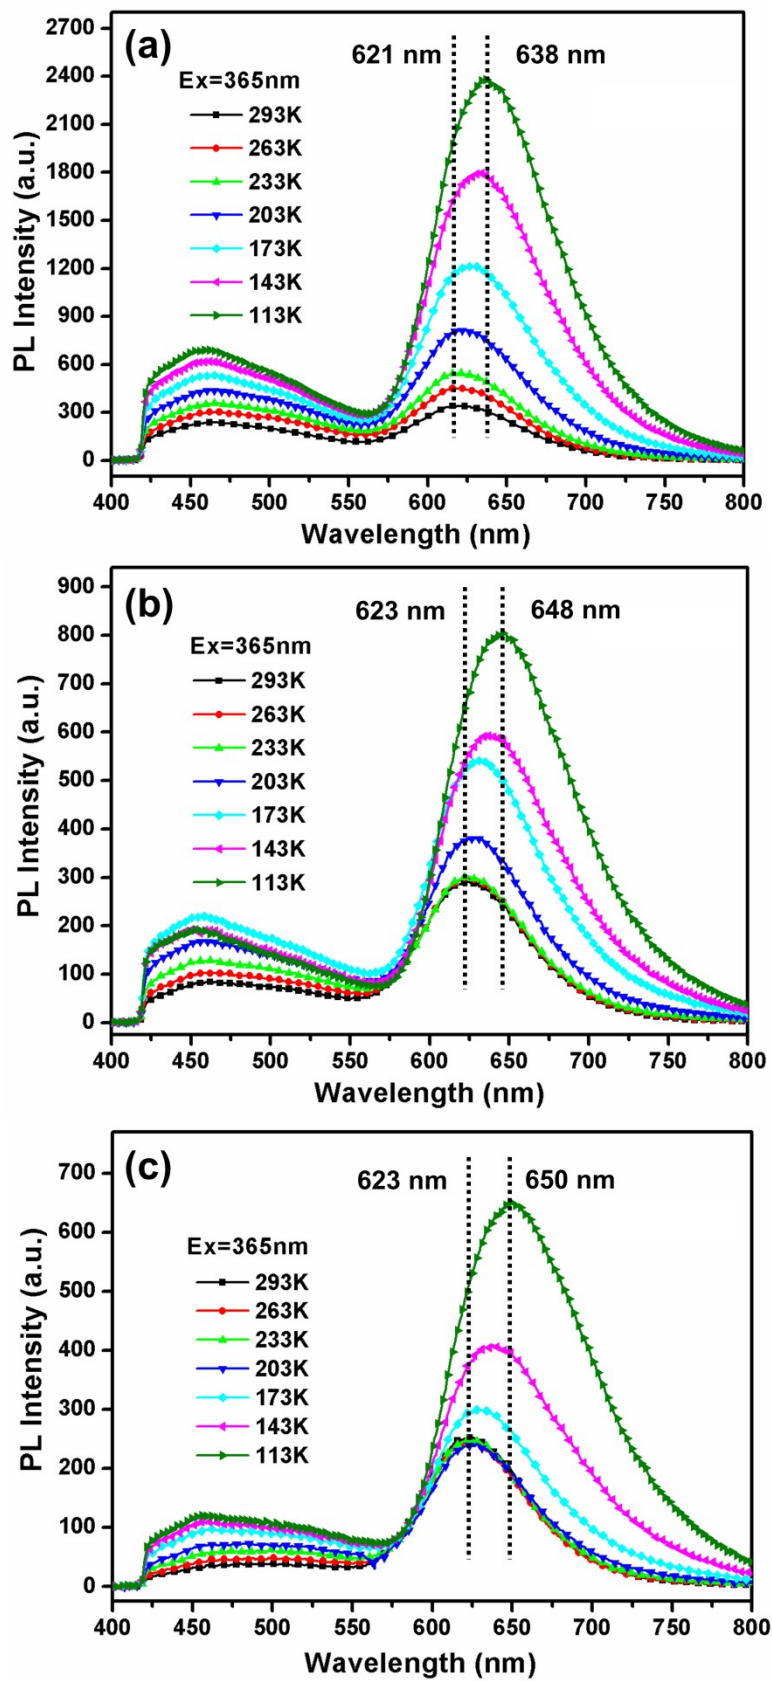 (a)
621 nm
638 nm
Ex=365nm
293K
263K
233K
203K
173K
143K
113K
PL Intensity (a.u.)
2700
2400
2100
1800
1500
1200
900
600
300
0
400 450 500 550 600 650 700 750 800
Wavelength (nm)
(b)
623 nm
648 nm
Ex=365nm
293K
263K
233K
203K
173K
143K
113K
PL Intensity (a.u.)
900
800
700
600
500
400
300
200
100
0
400 450 500 550 600 650 700 750 800
Wavelength (nm)
(c)
623 nm
650 nm
Ex=365nm
293K
263K
233K
203K
173K
143K
113K
PL Intensity (a.u.)
700
600
500
400
300
200
100
0
400 450 500 550 600 650 700 750 800
Wavelength (nm)